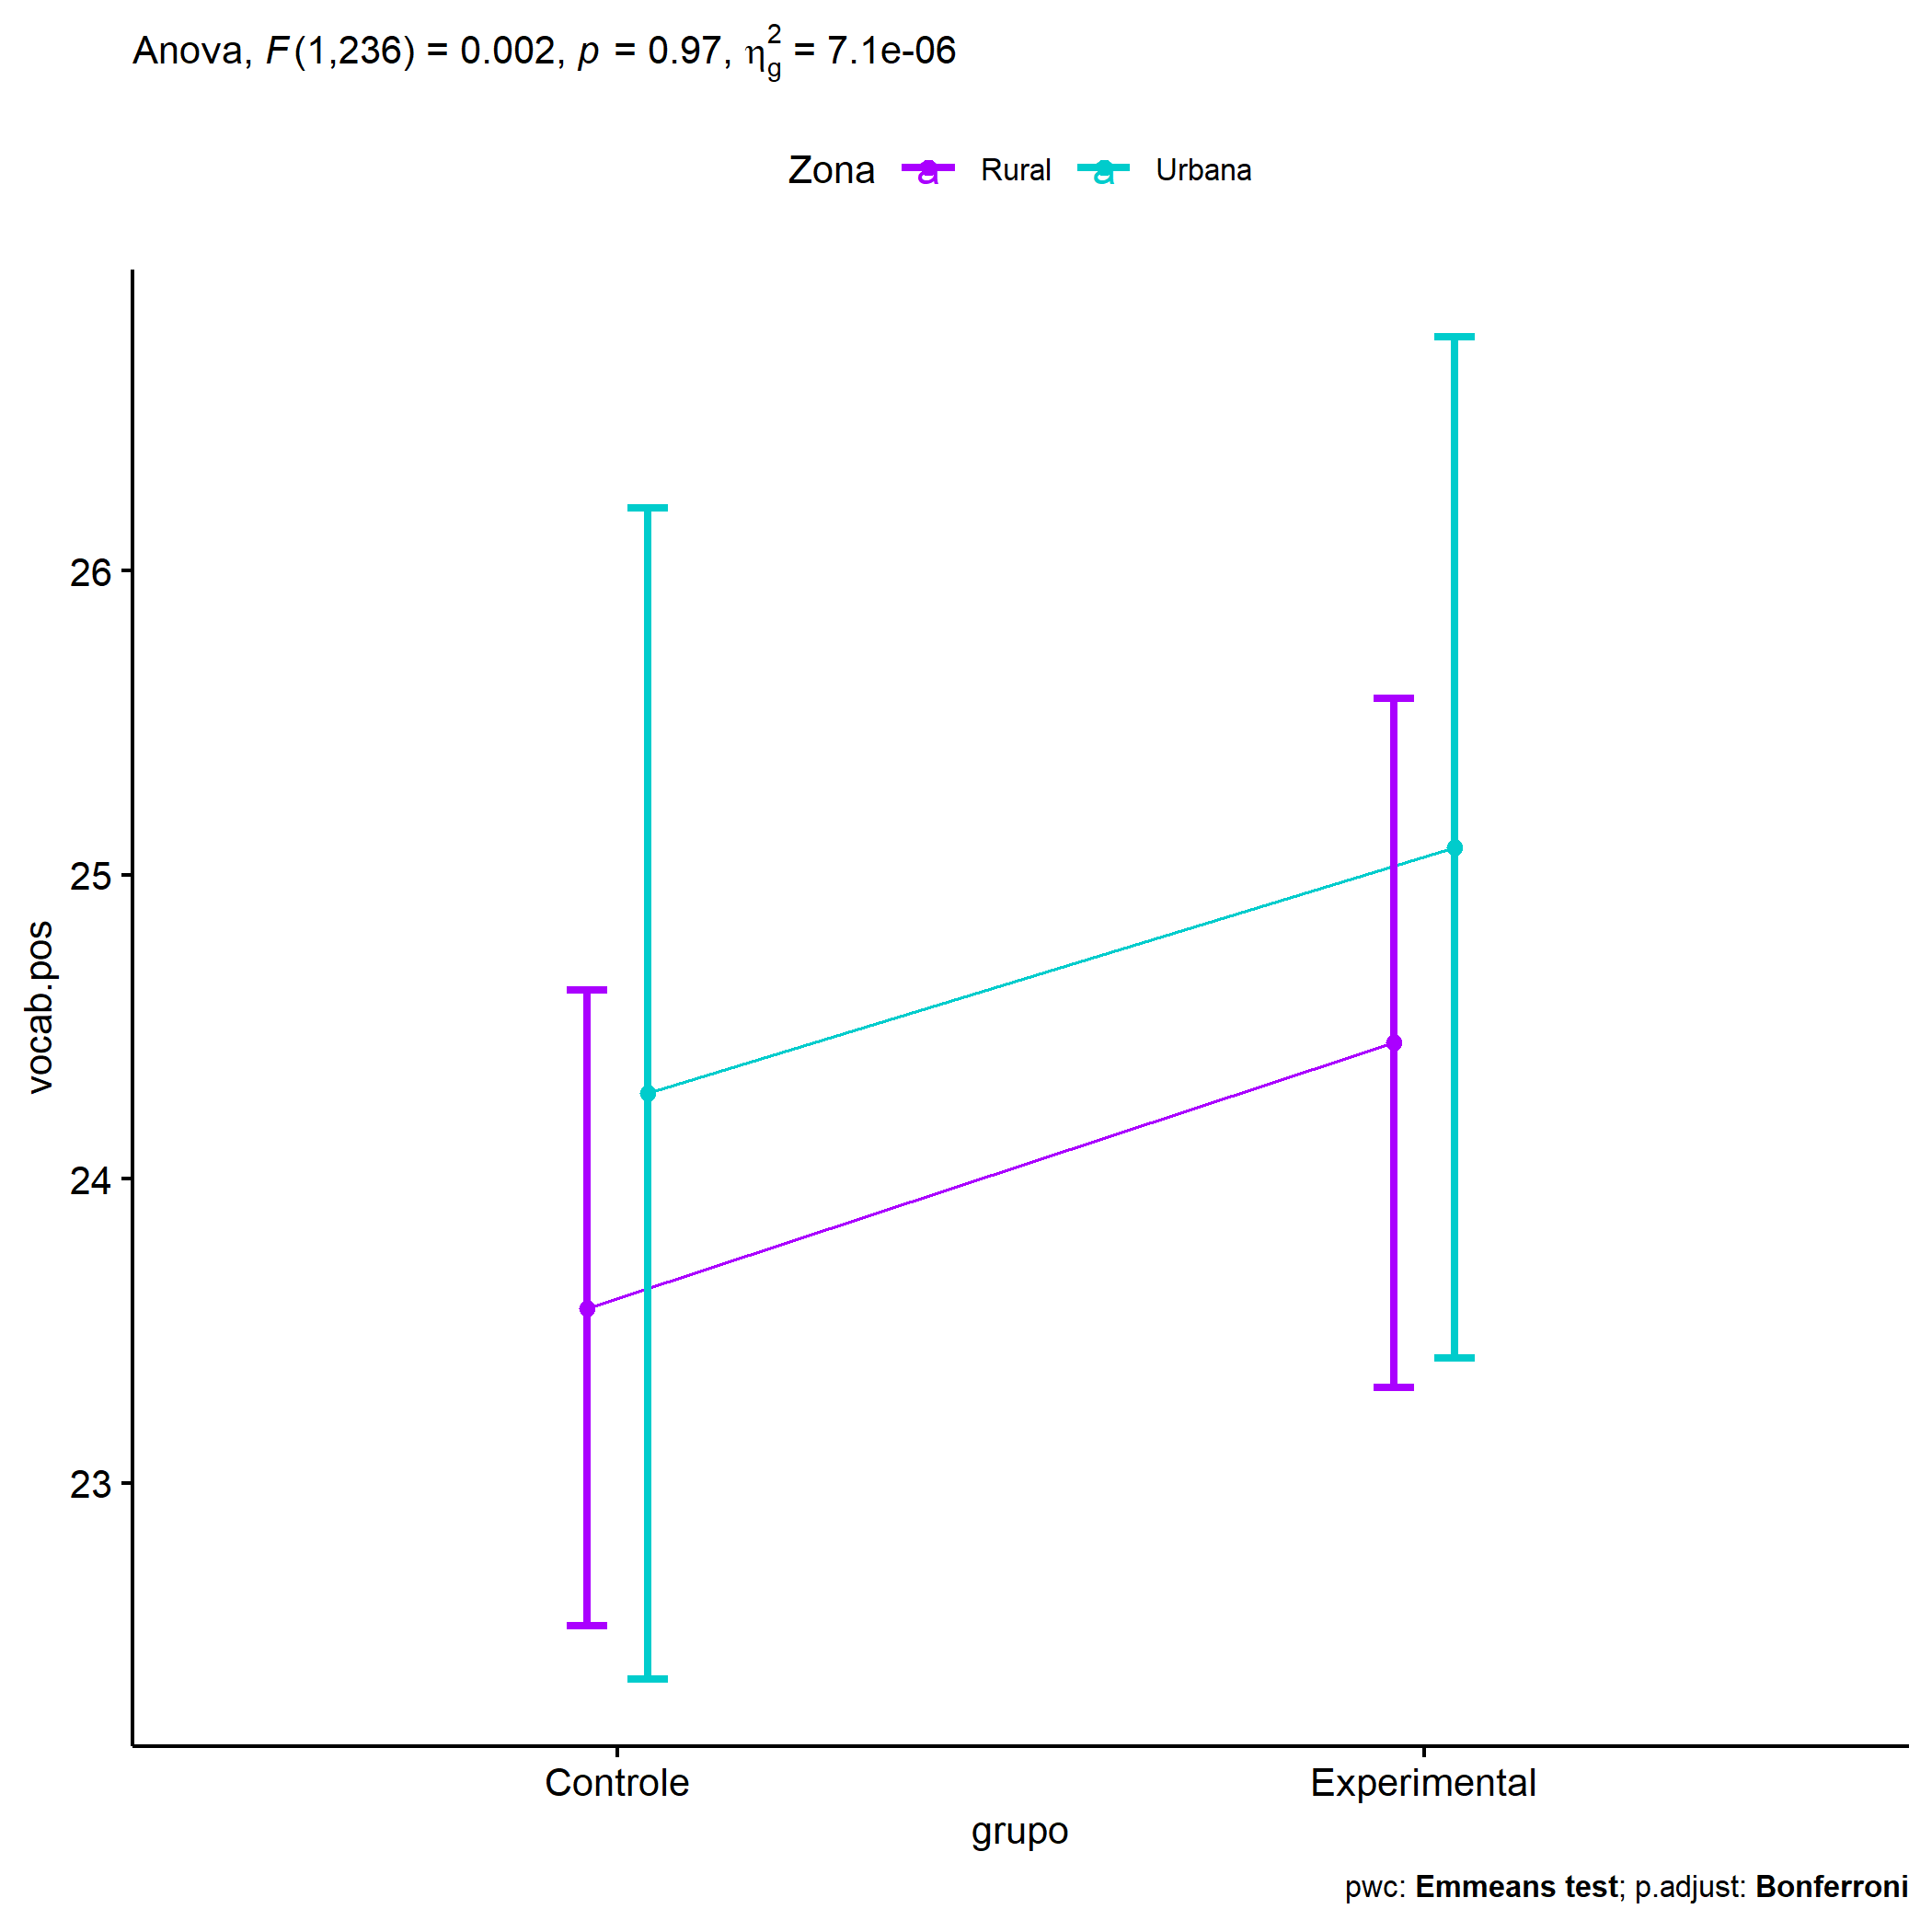 Anova, F(1,236) = 0.002, p = 0.97, η²g = 7.1e-06
Zona a Rural a Urbana
26
25
24
23
vocab.pos
Controle Experimental
grupo
pwc: Emmeans test; p.adjust: Bonferroni